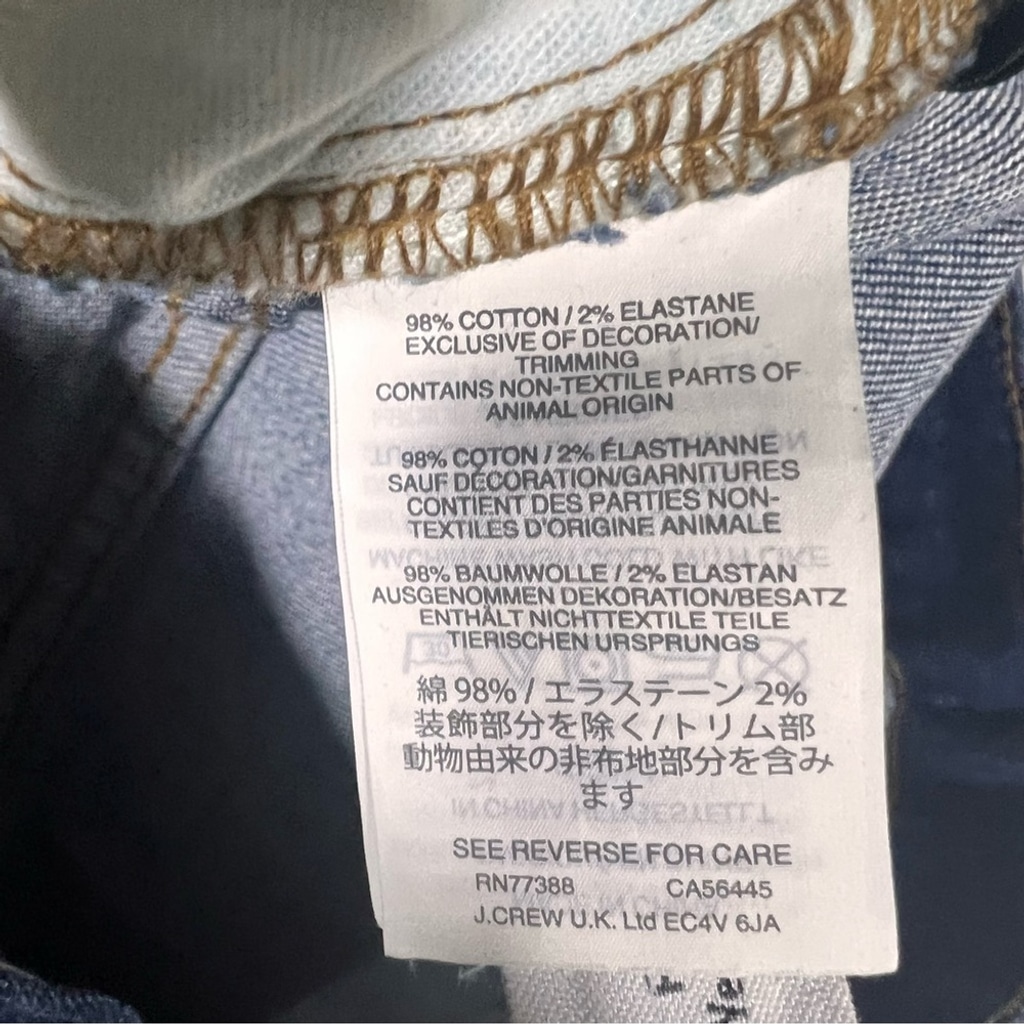 98% COTTON / 2% ELASTANE
EXCLUSIVE OF DECORATION/
TRIMMING
CONTAINS NON-TEXTILE PARTS OF
ANIMAL ORIGIN
98% COTON / 2% ÉLASTHANNE
SAUF DÉCORATION/GARNITURES
CONTIENT DES PARTIES NON-
TEXTILES D'ORIGINE ANIMALE
98% BAUMWOLLE / 2% ELASTAN
AUSGENOMMEN DEKORATION/BESATZ
ENTHÄLT NICHTTEXTILE TEILE
TIERISCHEN URSPRUNGS
綿 98% / エラステーン 2%
装飾部分を除く/トリム部
動物由来の非布地部分を含み
ます
SEE REVERSE FOR CARE
RN77388 CA56445
J.CREW U.K. Ltd EC4V 6JA